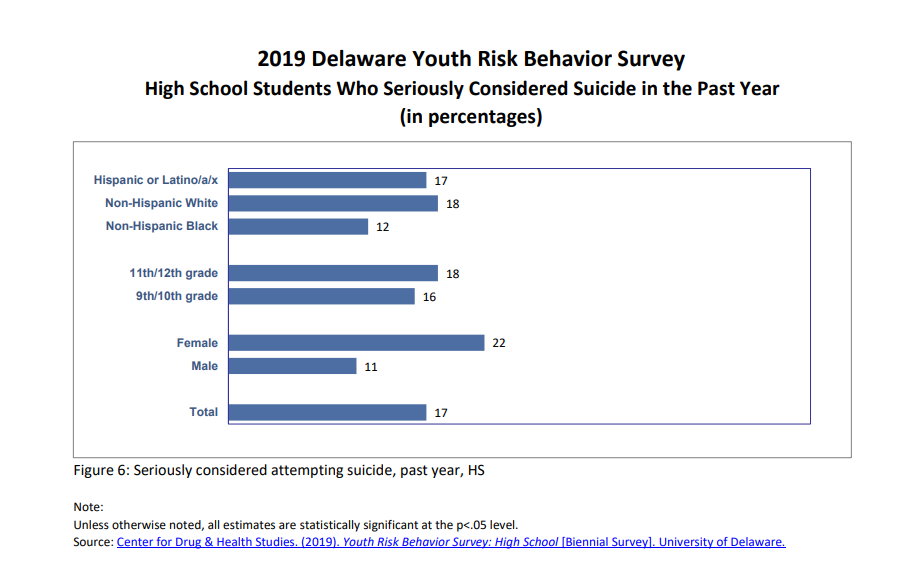 2019 Delaware Youth Risk Behavior Survey
High School Students Who Seriously Considered Suicide in the Past Year
(in percentages)
Hispanic or Latino/a/x 17
Non-Hispanic White 18
Non-Hispanic Black 12
11th/12th grade 18
9th/10th grade 16
Female 22
Male 11
Total 17
Figure 6: Seriously considered attempting suicide, past year, HS
Note:
Unless otherwise noted, all estimates are statistically significant at the p<.05 level.
Source: Center for Drug & Health Studies. (2019). Youth Risk Behavior Survey: High School [Biennial Survey]. University of Delaware.